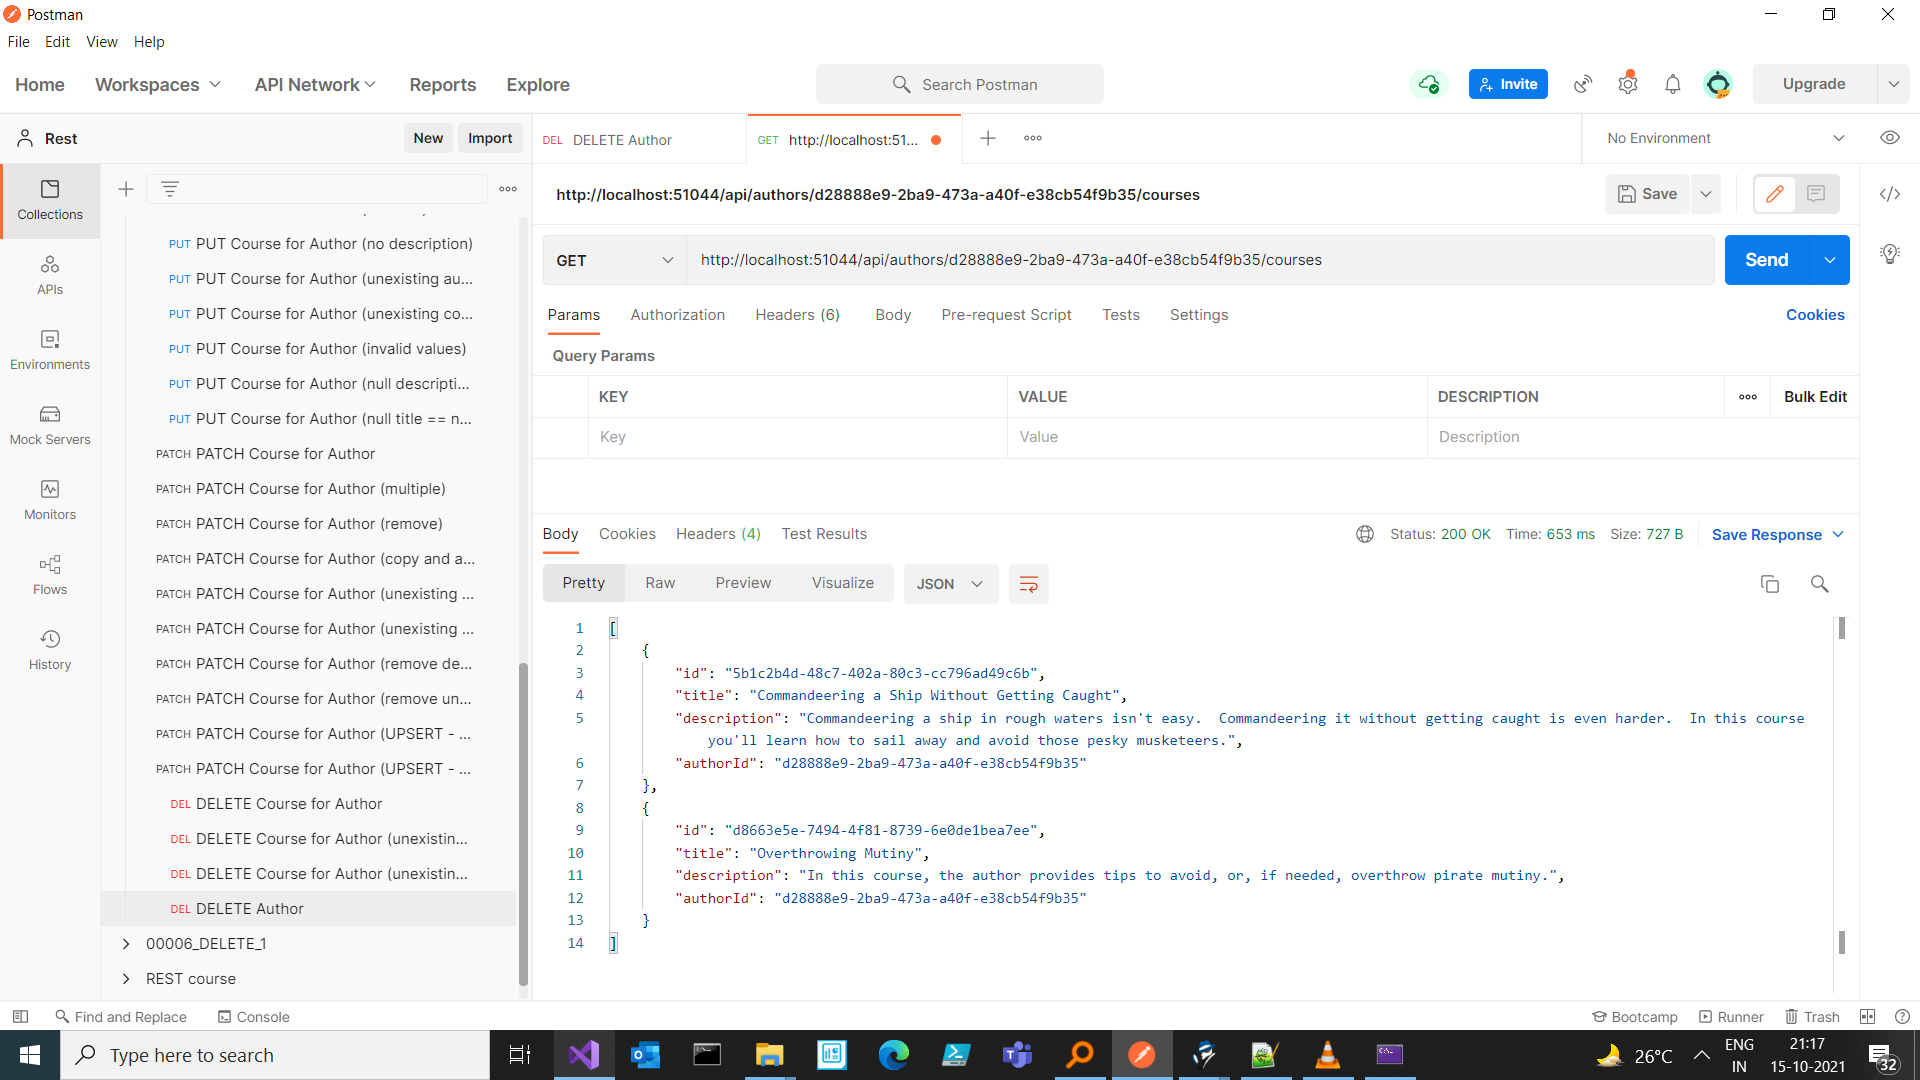 Postman
File Edit View Help
Home Workspaces API Network Reports Explore Search Postman Invite Upgrade
Rest New Import
DEL DELETE Author GET http://localhost:51... No Environment
http://localhost:51044/api/authors/d28888e9-2ba9-473a-a40f-e38cb54f9b35/courses Save
GET http://localhost:51044/api/authors/d28888e9-2ba9-473a-a40f-e38cb54f9b35/courses Send
Params Authorization Headers (6) Body Pre-request Script Tests Settings Cookies
Query Params
KEY VALUE DESCRIPTION Bulk Edit
Key Value Description
Collections
APIs
Environments
Mock Servers
Monitors
Flows
History
PUT PUT Course for Author (no description)
PUT PUT Course for Author (unexisting au...
PUT PUT Course for Author (unexisting co...
PUT PUT Course for Author (invalid values)
PUT PUT Course for Author (null descripti...
PUT PUT Course for Author (null title == n...
PATCH PATCH Course for Author
PATCH PATCH Course for Author (multiple)
PATCH PATCH Course for Author (remove)
PATCH PATCH Course for Author (copy and a...
PATCH PATCH Course for Author (unexisting ...
PATCH PATCH Course for Author (unexisting ...
PATCH PATCH Course for Author (remove de...
PATCH PATCH Course for Author (remove un...
PATCH PATCH Course for Author (UPSERT - ...
PATCH PATCH Course for Author (UPSERT - ...
DEL DELETE Course for Author
DEL DELETE Course for Author (unexistin...
DEL DELETE Course for Author (unexistin...
DEL DELETE Author
00006_DELETE_1
REST course
Body Cookies Headers (4) Test Results Status: 200 OK Time: 653 ms Size: 727 B Save Response
Pretty Raw Preview Visualize JSON
1 [
2 {
3 "id": "5b1c2b4d-48c7-402a-80c3-cc796ad49c6b",
4 "title": "Commandeering a Ship Without Getting Caught",
5 "description": "Commandeering a ship in rough waters isn't easy.  Commandeering it without getting caught is even harder.  In this course
you'll learn how to sail away and avoid those pesky musketeers.",
6 "authorId": "d28888e9-2ba9-473a-a40f-e38cb54f9b35"
7 },
8 {
9 "id": "d8663e5e-7494-4f81-8739-6e0de1bea7ee",
10 "title": "Overthrowing Mutiny",
11 "description": "In this course, the author provides tips to avoid, or, if needed, overthrow pirate mutiny.",
12 "authorId": "d28888e9-2ba9-473a-a40f-e38cb54f9b35"
13 }
14 ]
Find and Replace Console Bootcamp Runner Trash
Type here to search 26°C ENG
IN 21:17
15-10-2021 32